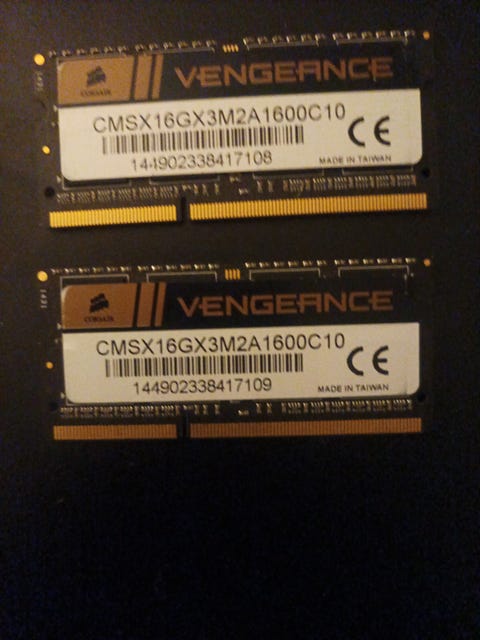 CORSAIR
VENGEANCE
CMSX16GX3M2A1600C10
144902338417108
MADE IN TAIWAN
CE
CORSAIR
VENGEANCE
CMSX16GX3M2A1600C10
144902338417109
MADE IN TAIWAN
CE